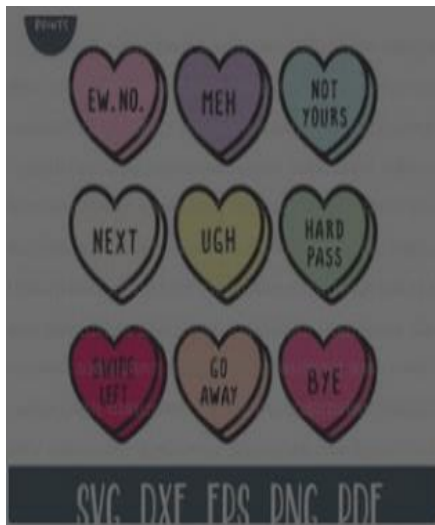 PRINTS
EW. NO.
MEH
NOT
YOURS
NEXT
UGH
HARD
PASS
SWIPE
LEFT
GO
AWAY
BYE
SVG DXF EPS PNG PDF